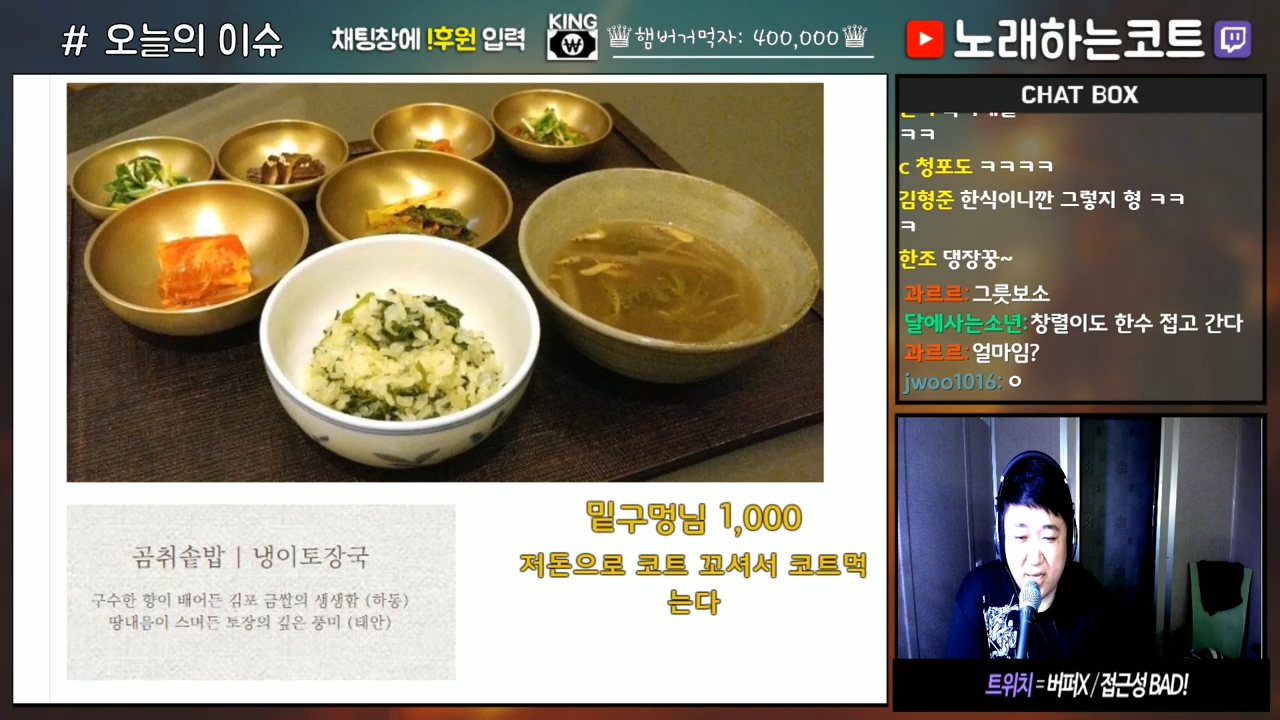 # 오늘의 이슈
채팅창에 !후원 입력
KING
₩
햄버거먹자: 400,000
노래하는코트
CHAT BOX
ㅋㅋ
c 청포도 ㅋㅋㅋㅋ
김형준 한식이니깐 그렇지 형 ㅋㅋ
ㅋ
한조 댕장꿍~
과르르: 그릇보소
달에사는소년: 창렬이도 한수 접고 간다
과르르: 얼마임?
jwoo1016: ㅇ
곰취솥밥 | 냉이토장국
구수한 향이 배어든 김포 금쌀의 생생함 (하동)
땅내음이 스며든 토장의 깊은 풍미 (태안)
밑구멍님 1,000
저돈으로 코트 꼬셔서 코트먹
는다
트위치 = 버퍼X / 접근성 BAD!